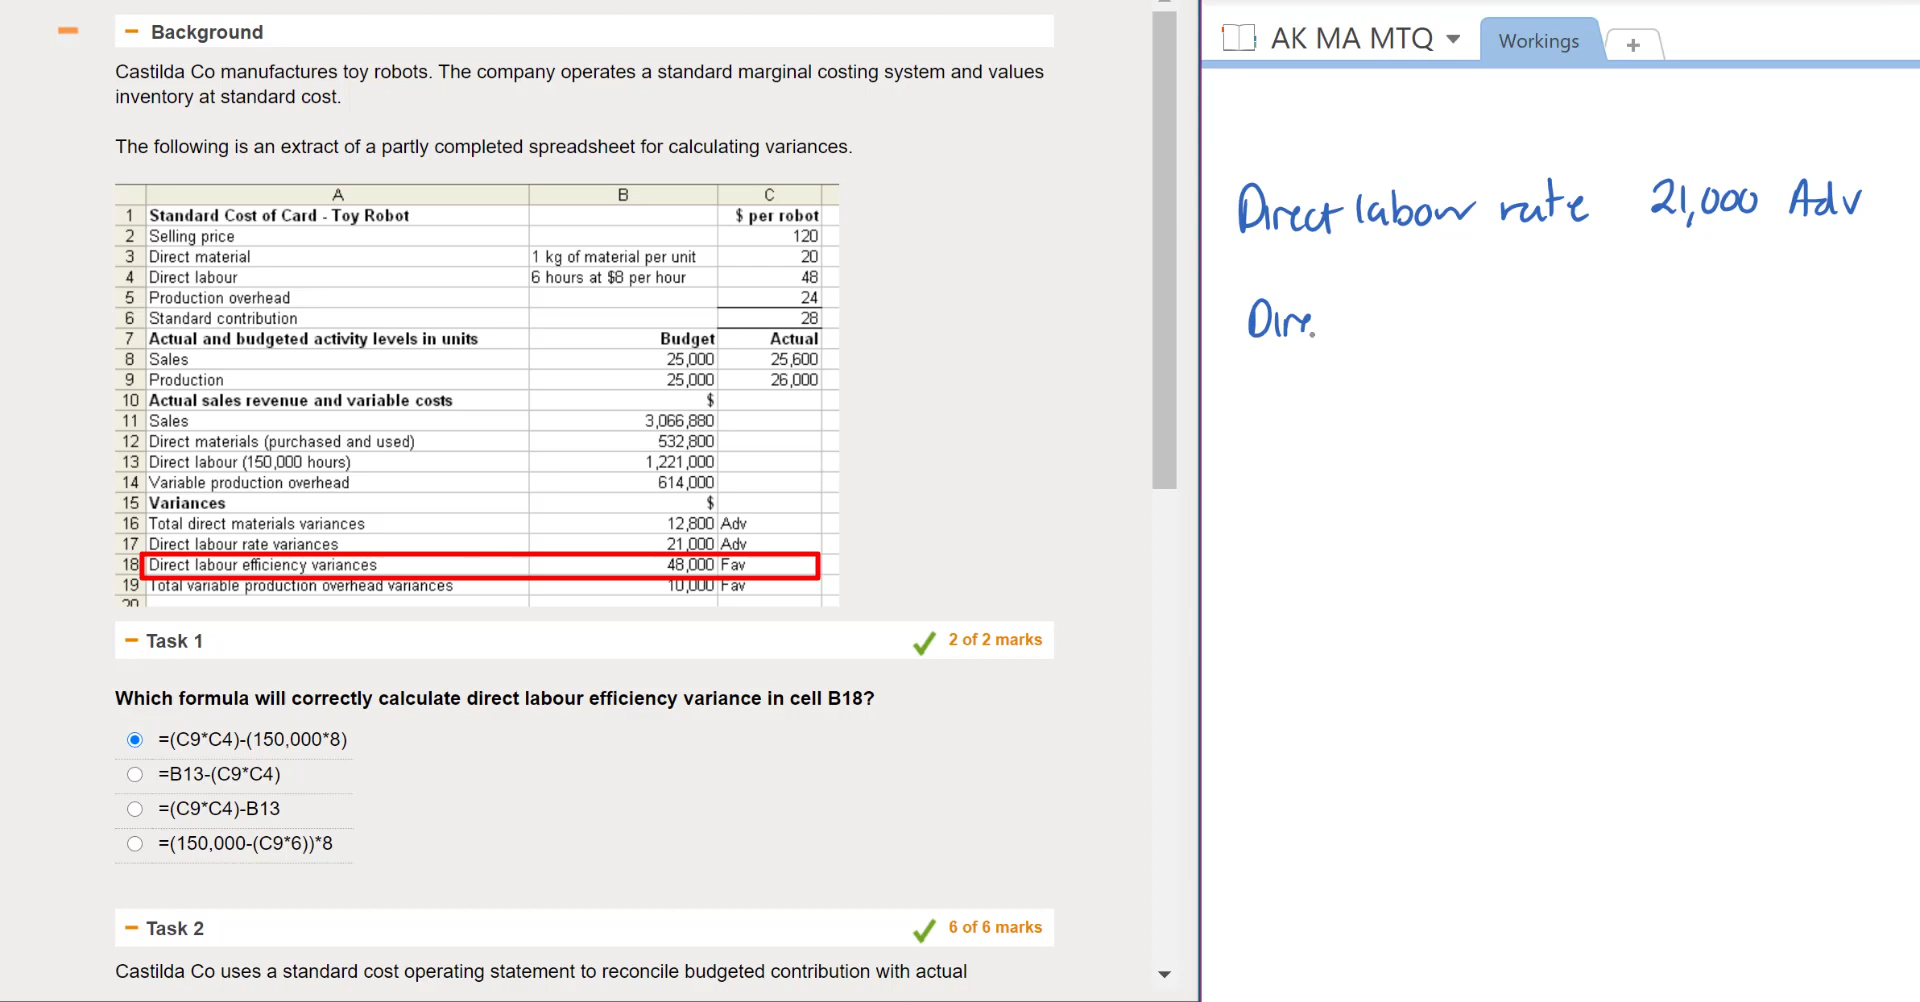 Background
Castilda Co manufactures toy robots. The company operates a standard marginal costing system and values
inventory at standard cost.
The following is an extract of a partly completed spreadsheet for calculating variances.
A B C
1 Standard Cost of Card - Toy Robot $ per robot
2 Selling price 120
3 Direct material 1 kg of material per unit 20
4 Direct labour 6 hours at $8 per hour 48
5 Production overhead 24
6 Standard contribution 28
7 Actual and budgeted activity levels in units Budget Actual
8 Sales 25,000 25,600
9 Production 25,000 26,000
10 Actual sales revenue and variable costs $
11 Sales 3,066,880
12 Direct materials (purchased and used) 532,800
13 Direct labour (150,000 hours) 1,221,000
14 Variable production overhead 614,000
15 Variances $
16 Total direct materials variances 12,800 Adv
17 Direct labour rate variances 21,000 Adv
18 Direct labour efficiency variances 48,000 Fav
19 Total variable production overhead variances 10,000 Fav
20
Task 1 2 of 2 marks
Which formula will correctly calculate direct labour efficiency variance in cell B18?
=(C9*C4)-(150,000*8)
=B13-(C9*C4)
=(C9*C4)-B13
=(150,000-(C9*6))*8
Task 2 6 of 6 marks
Castilda Co uses a standard cost operating statement to reconcile budgeted contribution with actual
AK MA MTQ Workings +
Direct labour rate 21,000 Adv
Dire